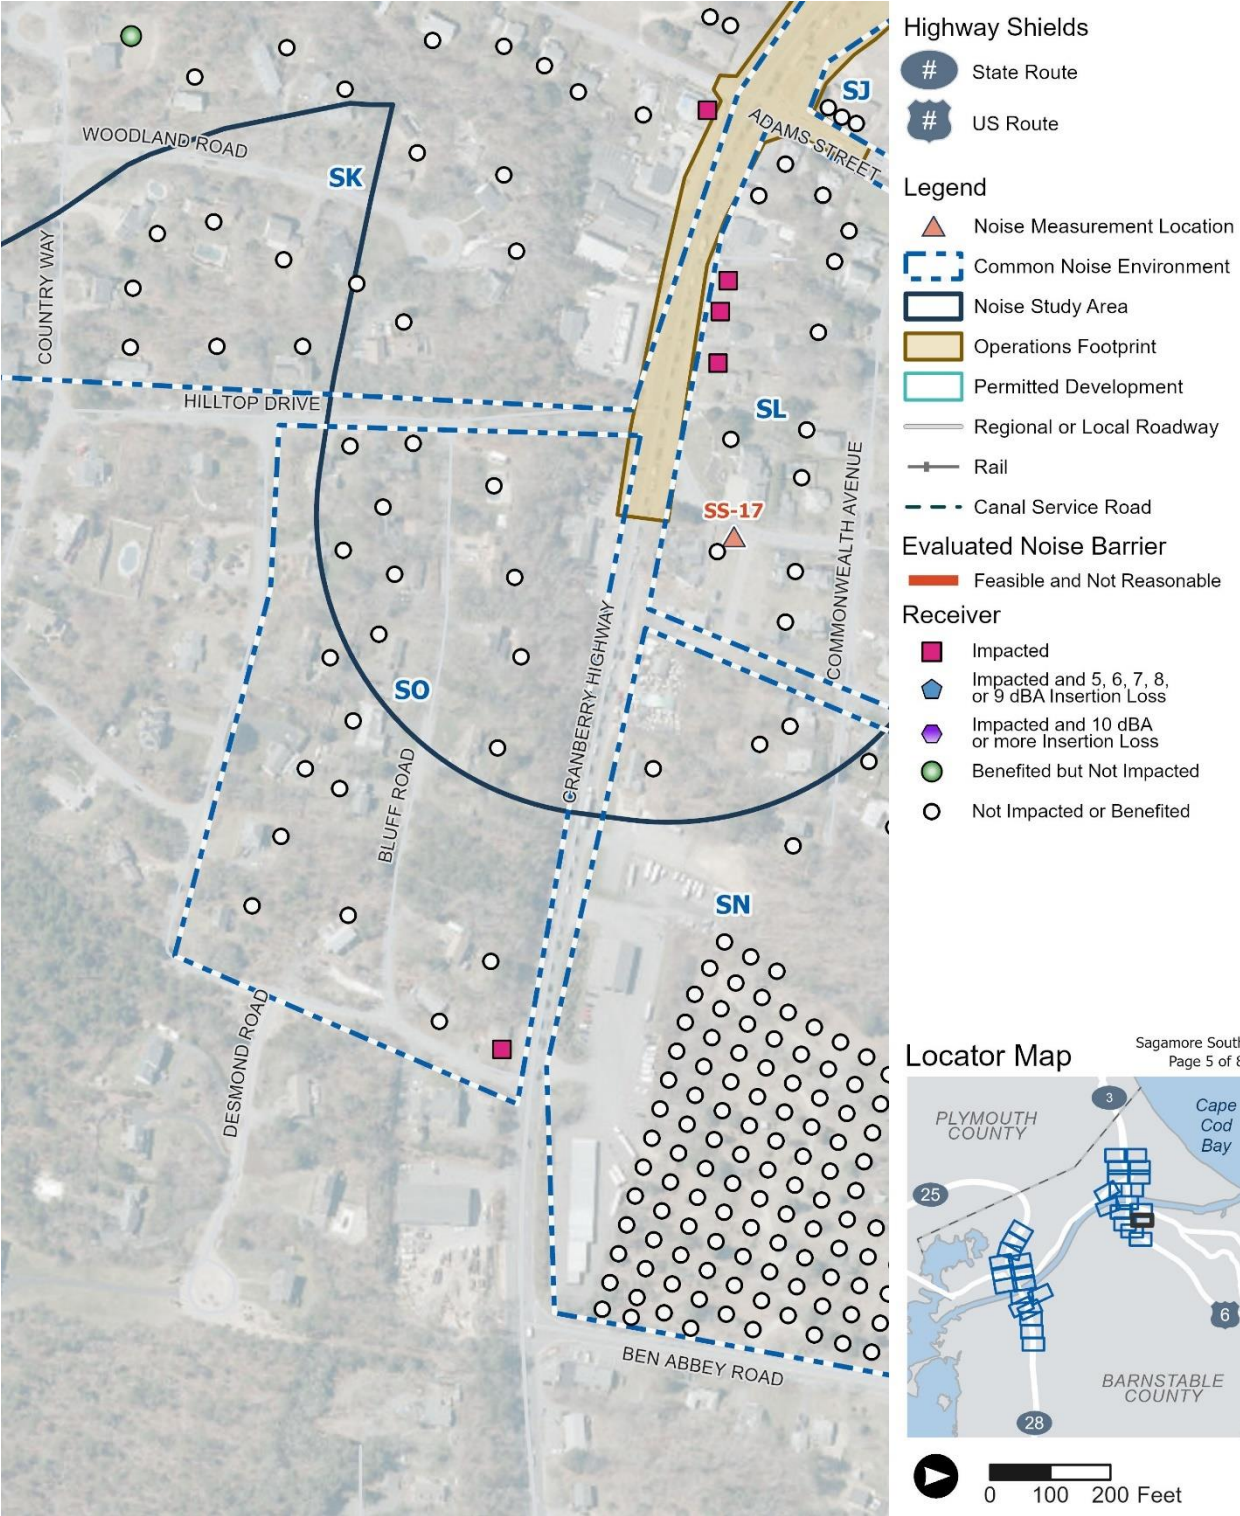 SJ
ADAMS STREET
WOODLAND ROAD
SK
COUNTRY WAY
HILLTOP DRIVE
SL
COMMONWEALTH AVENUE
SS-17
CRANBERRY HIGHWAY
SO
BLUFF ROAD
SN
DESMOND ROAD
BEN ABBEY ROAD
Highway Shields
# State Route
# US Route
Legend
Noise Measurement Location
Common Noise Environment
Noise Study Area
Operations Footprint
Permitted Development
Regional or Local Roadway
Rail
Canal Service Road
Evaluated Noise Barrier
Feasible and Not Reasonable
Receiver
Impacted
Impacted and 5, 6, 7, 8,
or 9 dBA Insertion Loss
Impacted and 10 dBA
or more Insertion Loss
Benefited but Not Impacted
Not Impacted or Benefited
Locator Map
Sagamore South
Page 5 of 8
3
PLYMOUTH
COUNTY
Cape
Cod
Bay
25
6
BARNSTABLE
COUNTY
28
0 100 200 Feet